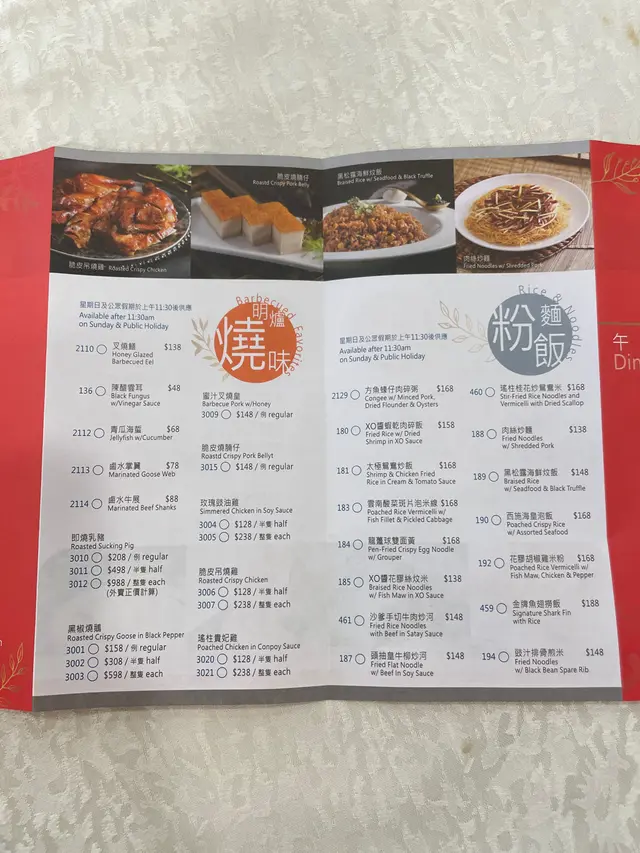 脆皮吊燒雞 Roasted Crispy Chicken
脆皮燒腩仔
Roasted Crispy Pork Belly
黑松露海鮮炆飯
Braised Rice w/ Seadfood & Black Truffle
肉絲炒麵
Fried Noodles w/ Shredded Pork
星期日及公眾假期於上午11:30後供應
Available after 11:30am
on Sunday & Public Holiday
Barbecued Favorites
明爐
燒味
2110 叉燒鱔 $138
Honey Glazed
Barbecued Eel
136 陳醋雲耳 $48
Black Fungus
w/Vinegar Sauce
2112 青瓜海蜇 $68
Jellyfish w/Cucumber
2113 鹵水掌翼 $78
Marinated Goose Web
2114 鹵水牛展 $88
Marinated Beef Shanks
即燒乳豬
Roasted Sucking Pig
3010 $208 / 例 regular
3011 $498 / 半隻 half
3012 $988 / 整隻 each
(外賣正價計算)
黑椒燒鵝
Roasted Crispy Goose in Black Pepper
3001 $158 / 例 regular
3002 $308 / 半隻 half
3003 $598 / 整隻 each
蜜汁叉燒皇
Barbecue Pork w/Honey
3009 $148 / 例 regular
脆皮燒腩仔
Roastd Crispy Pork Bellyt
3015 $148 / 例 regular
玫瑰豉油雞
Simmered Chicken in Soy Sauce
3004 $128 / 半隻 half
3005 $238 / 整隻 each
脆皮吊燒雞
Roasted Crispy Chicken
3006 $128 / 半隻 half
3007 $238 / 整隻 each
瑤柱貴妃雞
Poached Chicken in Conpoy Sauce
3020 $128 / 半隻 half
3021 $238 / 整隻 each
星期日及公眾假期於上午11:30後供應
Available after 11:30am
on Sunday & Public Holiday
Rice & Noodles
粉麵飯
2129 方魚蠔仔肉碎粥 $168
Congee w/ Minced Pork,
Dried Flounder & Oysters
180 XO醬蝦乾肉碎飯 $158
Fried Rice w/ Dried
Shrimp in XO Sauce
181 太極鴛鴦炒飯 $168
Shrimp & Chicken Fried
Rice in Cream & Tomato Sauce
183 雲南酸菜斑片泡米線 $168
Poached Rice Vermicelli w/
Fish Fillet & Pickled Cabbage
184 龍躉球雙面黃 $168
Pen-Fried Crispy Egg Noodle
w/ Grouper
185 XO醬花膠絲炆米 $138
Braised Rice Noodles
w/ Fish Maw in XO Sauce
461 沙爹手切牛肉炒河 $158
Fried Rice Noodles
with Beef in Satay Sauce
187 頭抽皇牛柳炒河 $148
Fried Flat Noodle
w/ Beef In Soy Sauce
460 瑤柱桂花炒鴛鴦米 $168
Stir-Fried Rice Noodles and
Vermicelli with Dried Scallop
188 肉絲炒麵 $138
Fried Noodles
w/ Shredded Pork
189 黑松露海鮮炆飯 $148
Braised Rice
w/ Seadfood & Black Truffle
190 西施海皇泡飯 $168
Poached Crispy Rice
w/ Assorted Seafood
192 花膠胡椒雞米粉 $168
Poached Rice Vermicelli w/
Fish Maw, Chicken & Pepper
459 金牌魚翅撈飯 $188
Signature Shark Fin
with Rice
194 豉汁排骨煎米 $148
Fried Noodles
w/ Black Bean Spare Rib
午